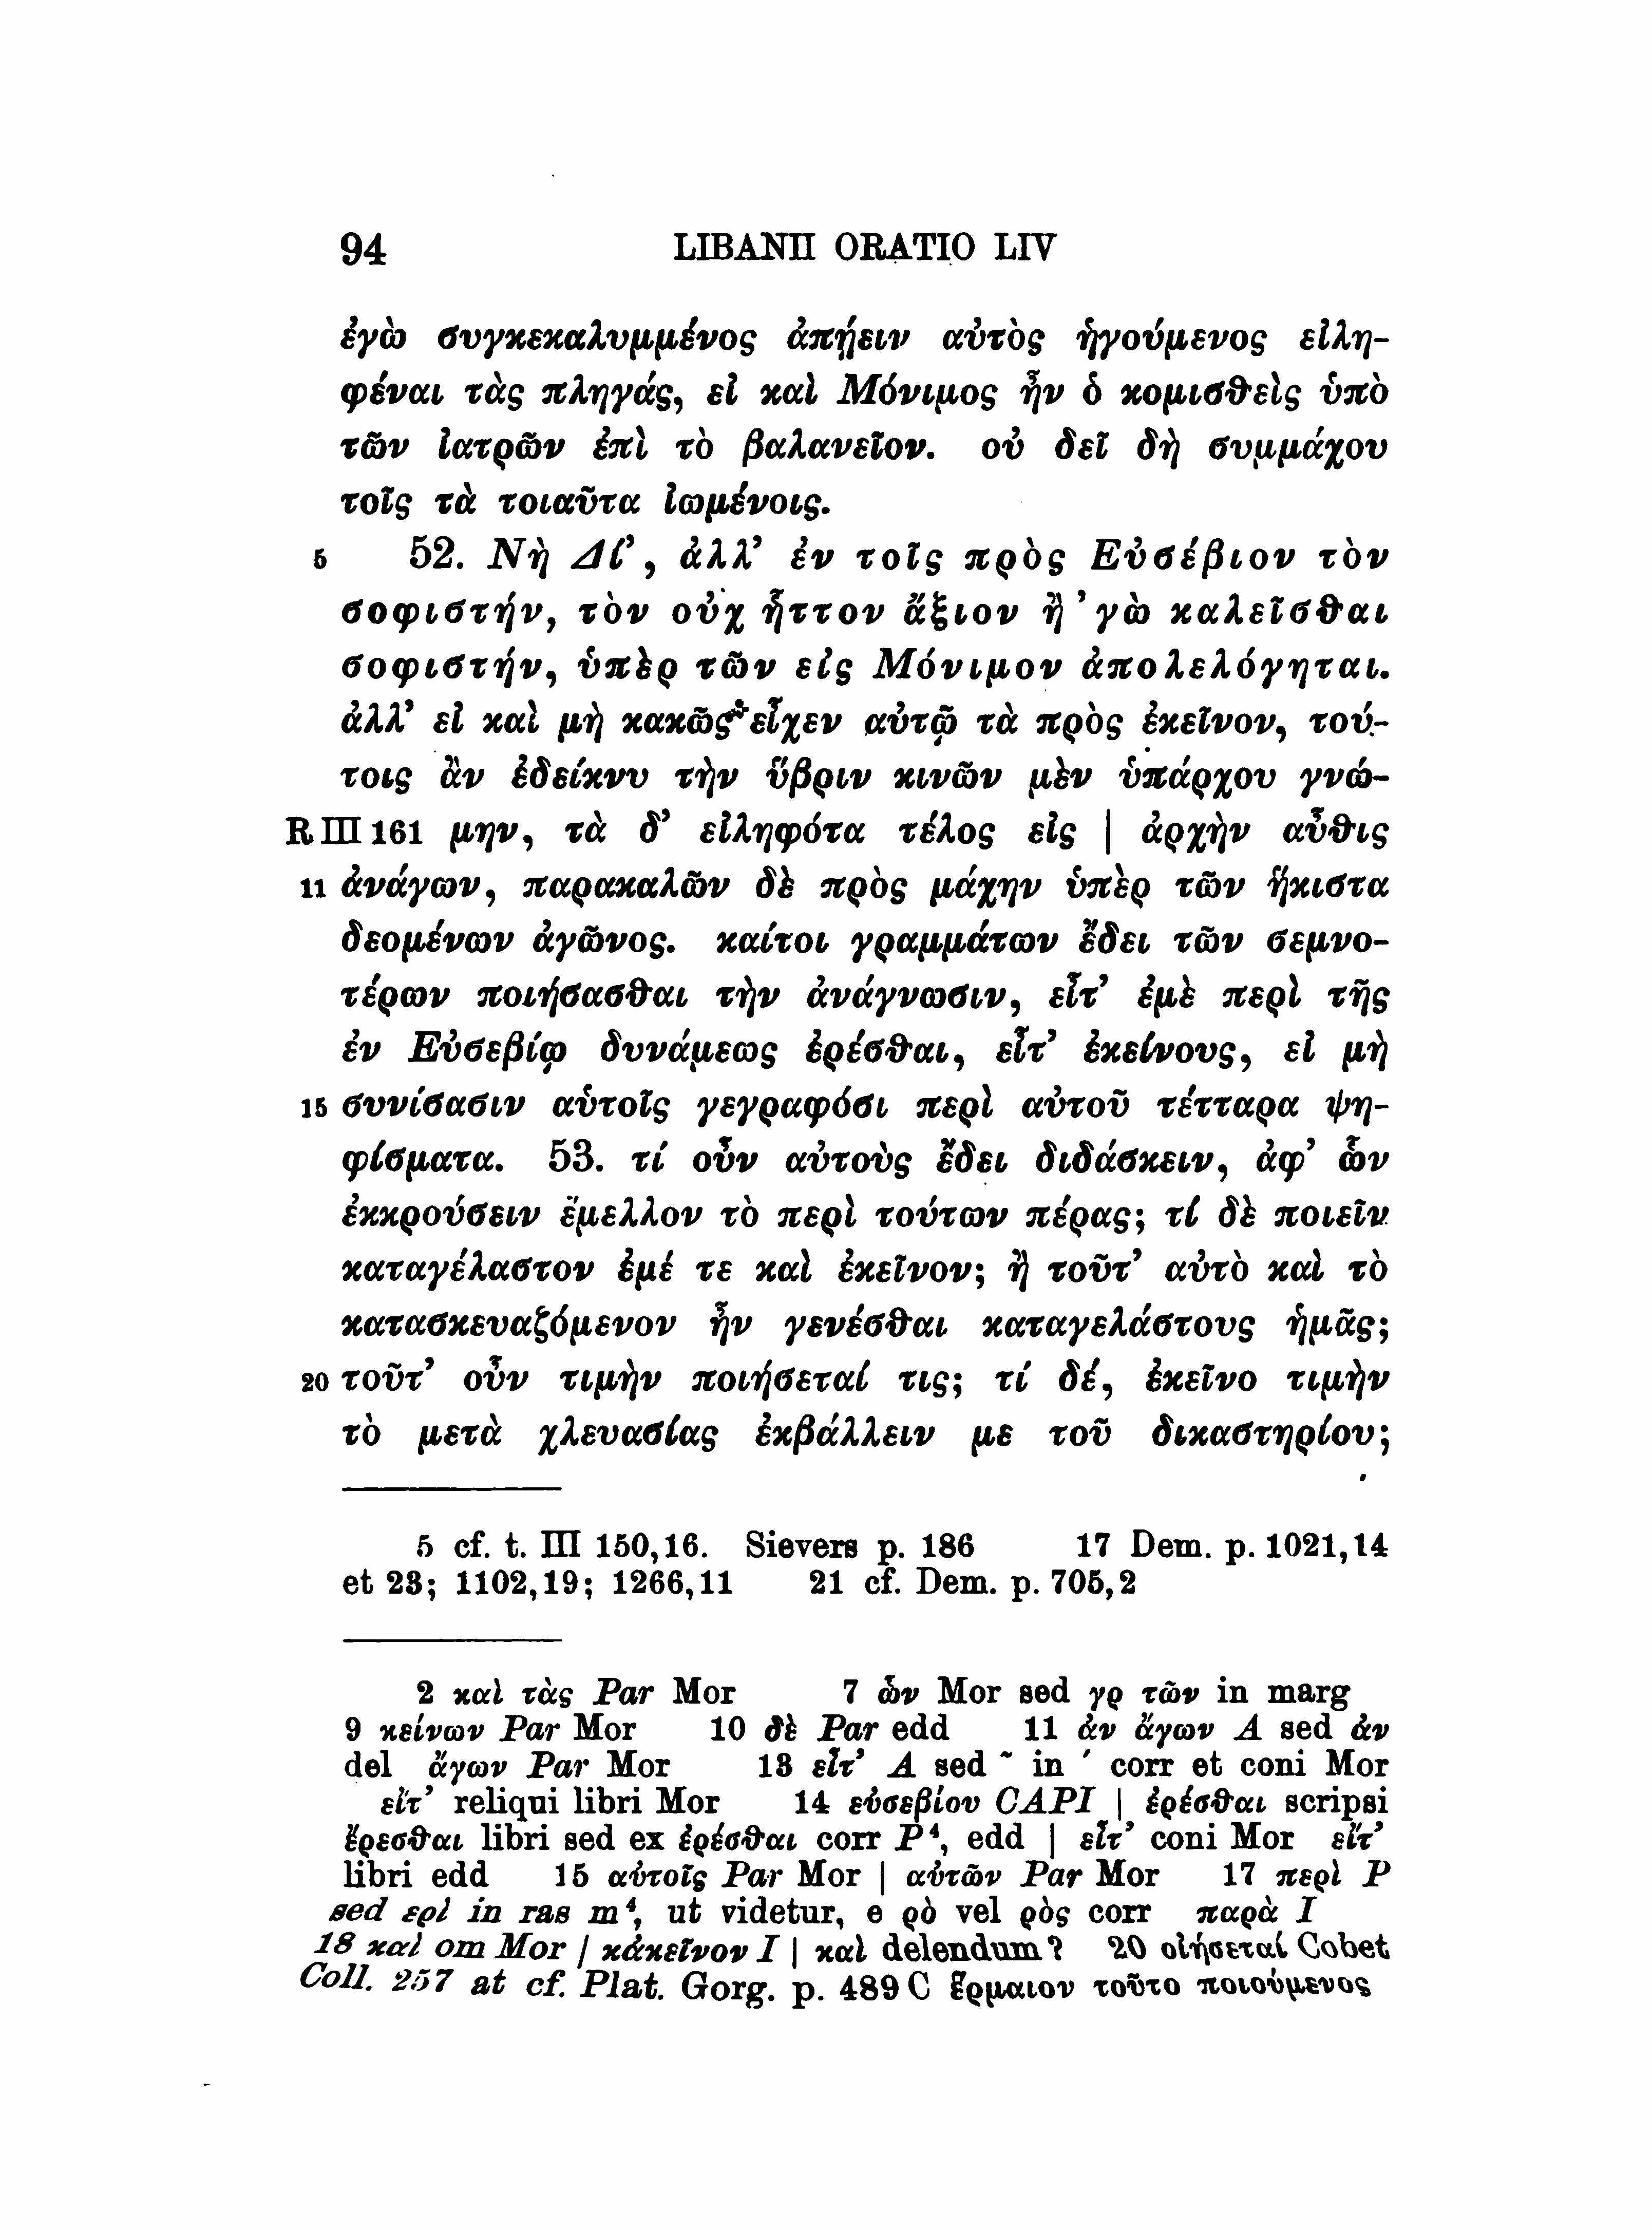 94 LIBANII ORATIO LIV
ἐγὼ συγκεκαλυμμένος ἀπῄειν αὐτὸς ἡγούμενος εἰλη-
φέναι τὰς πληγάς, εἰ καὶ Μόνιμος ἦν ὁ κομισθεὶς ὑπὸ
τῶν ἰατρῶν ἐπὶ τὸ βαλανεῖον. οὐ δεῖ δὴ συμμάχου
τοῖς τὰ τοιαῦτα ἰωμένοις.
5 52. Νὴ Δί’, ἀλλ’ ἐν τοῖς πρὸς Εὐσέβιον τὸν
σοφιστήν, τὸν οὐχ ἧττον ἄξιον ἢ ’γὼ καλεῖσθαι
σοφιστήν, ὑπὲρ τῶν εἰς Μόνιμον ἀπολελόγηται.
ἀλλ’ εἰ καὶ μὴ κακῶς εἶχεν αὐτῷ τὰ πρὸς ἐκεῖνον, τού-
τοις ἂν ἐδείκνυ τὴν ὕβριν κινῶν μὲν ὑπάρχου γνώ-
R III 161 μην, τὰ δ’ εἰληφότα τέλος εἰς | ἀρχὴν αὖθις
11 ἀνάγων, παρακαλῶν δὲ πρὸς μάχην ὑπὲρ τῶν ἥκιστα
δεομένων ἀγῶνος. καίτοι γραμμάτων ἔδει τῶν σεμνο-
τέρων ποιήσασθαι τὴν ἀνάγνωσιν, εἶτ’ ἐμὲ περὶ τῆς
ἐν Εὐσεβίῳ δυνάμεως ἐρέσθαι, εἶτ’ ἐκείνους, εἰ μὴ
15 συνίσασιν αὑτοῖς γεγραφόσι περὶ αὐτοῦ τέτταρα ψη-
φίσματα. 53. τί οὖν αὐτοὺς ἔδει διδάσκειν, ἀφ’ ὧν
ἐκκρούσειν ἔμελλον τὸ περὶ τούτων πέρας; τί δὲ ποιεῖν
καταγέλαστον ἐμέ τε καὶ ἐκεῖνον; ἢ τοῦτ’ αὐτὸ καὶ τὸ
κατασκευαζόμενον ἦν γενέσθαι καταγελάστους ἡμᾶς;
20 τοῦτ’ οὖν τιμὴν ποιήσεταί τις; τί δέ, ἐκεῖνο τιμὴν
τὸ μετὰ χλευασίας ἐκβάλλειν με τοῦ δικαστηρίου;
5 cf. t. III 150,16. Sievers p. 186 17 Dem. p. 1021,14
et 23; 1102,19; 1266,11 21 cf. Dem. p. 705,2
2 καὶ τὰς Par Mor 7 ὧν Mor sed γρ τῶν in marg
9 κείνων Par Mor 10 δὲ Par edd 11 ἀν ἄγων A sed ἀν
del ἄγων Par Mor 13 εἶτ’ A sed ῀ in ´ corr et coni Mor
εἴτ’ reliqui libri Mor 14 εὐσεβίου CAPI | ἐρέσθαι scripsi
ἔρεσθαι libri sed ex ἐρέσθαι corr P⁴, edd | εἶτ’ coni Mor εἴτ’
libri edd 15 αὐτοῖς Par Mor | αὐτῶν Par Mor 17 περὶ P
sed ερὶ in ras m⁴, ut videtur, e ρὸ vel ρὸς corr παρὰ I
18 καὶ om Mor | κἀκεῖνον I | καὶ delendum? 20 οἰήσεταί Cobet
Coll. 257 at cf. Plat. Gorg. p. 489 C ἕρμαιον τοῦτο ποιούμενος